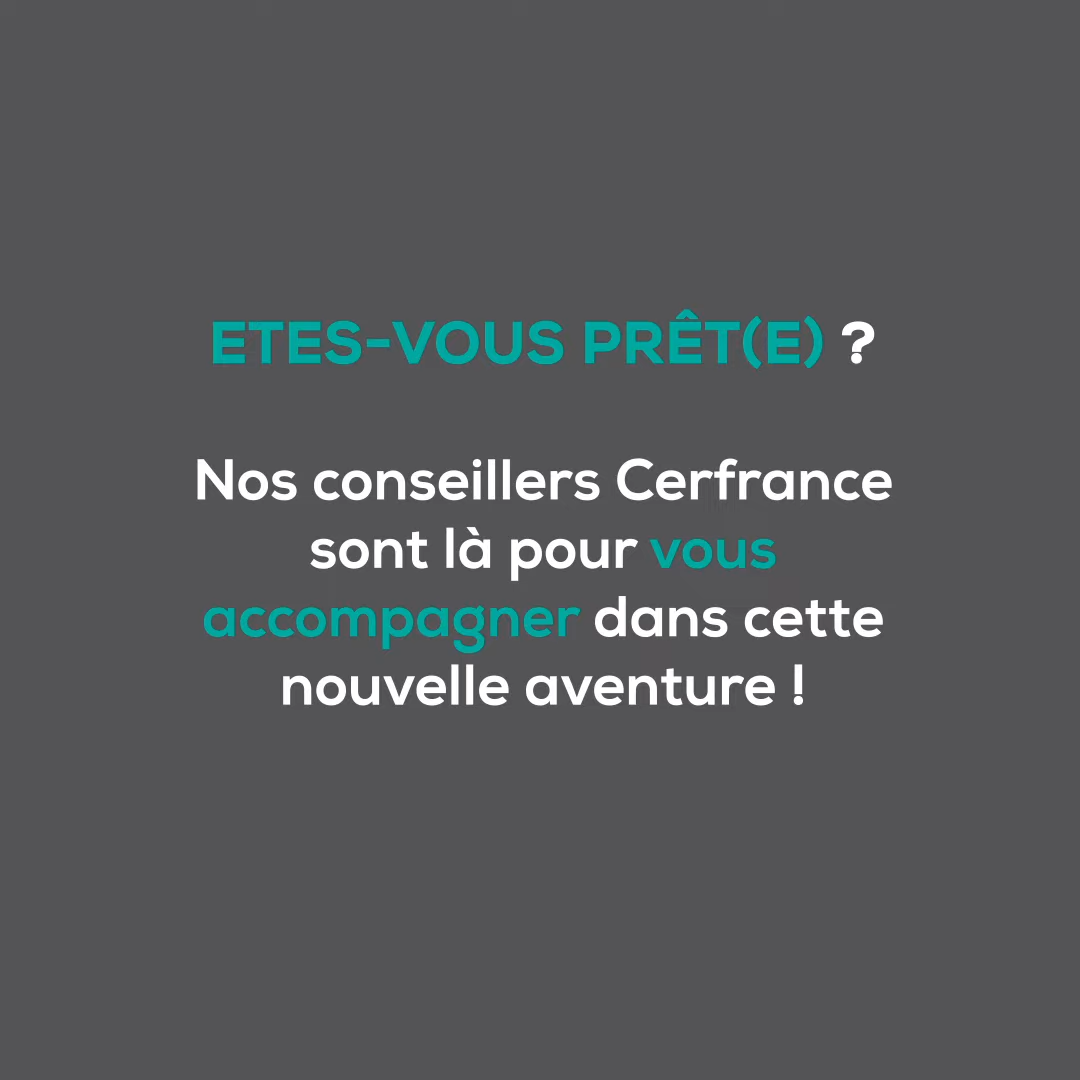 ETES-VOUS PRÊT(E) ?
Nos conseillers Cerfrance
sont là pour vous
accompagner dans cette
nouvelle aventure !